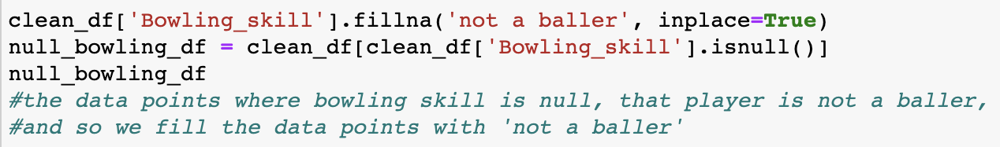 clean_df['Bowling_skill'].fillna('not a baller', inplace=True)
null_bowling_df = clean_df[clean_df['Bowling_skill'].isnull()]
null_bowling_df
#the data points where bowling skill is null, that player is not a baller,
#and so we fill the data points with 'not a baller'